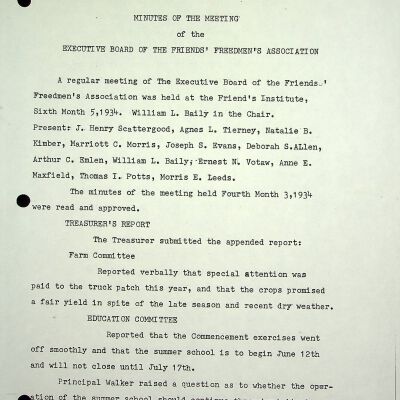 MINUTES OF THE MEETING
of the
EXECUTIVE BOARD OF THE FRIENDS' FREEDMEN'S ASSOCIATION
A regular meeting of The Executive Board of the Friends.'
Freedmen's Association was held at the Friend's Institute,
Sixth Month 5,1934. William L. Baily in the Chair.
Present: J. Henry Scattergood, Agnes L. Tierney, Natalie B.
Kimber, Marriott C. Morris, Joseph S. Evans, Deborah S.ALlen,
Arthur C. Emlen, William L. Baily; Ernest N. Votaw, Anne E.
Maxfield, Thomas I. Potts, Morris E. Leeds.
The minutes of the meeting held Fourth Month 3,1934
were read and approved.
TREASURER'S REPORT
The Treasurer submitted the appended report:
Farm Committee
Reported verbally that special attention was
paid to the truck patch this year, and that the crops promised
a fair yield in spite of the late season and recent dry weather.
EDUCATION COMMITTEE
Reported that the Commencement exercises went
off smoothly and that the summer school is to begin June 12th
and will not close until July 17th.
Principal Walker raised a question as to whether the oper-
ation of the summer school should continue